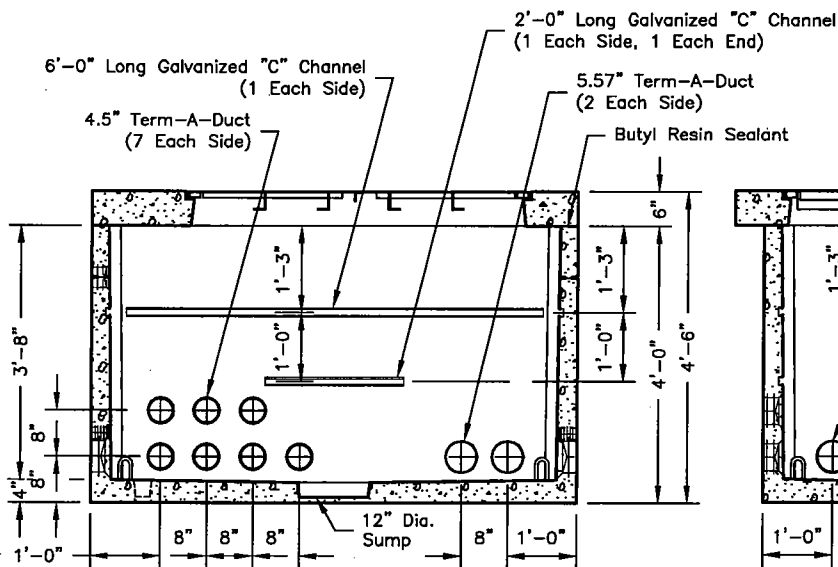 2'-0" Long Galvanized "C" Channel
(1 Each Side, 1 Each End)
6'-0" Long Galvanized "C" Channel
(1 Each Side)
5.57" Term-A-Duct
(2 Each Side)
4.5" Term-A-Duct
(7 Each Side)
Butyl Resin Sealant
6"
1'-3"
1'-3"
1'-3"
3'-8"
1'-0"
1'-0"
4'-0"
4'-6"
8"
8"
4"
12" Dia.
Sump
1'-0"
8"
8"
8"
8"
1'-0"
1'-0"